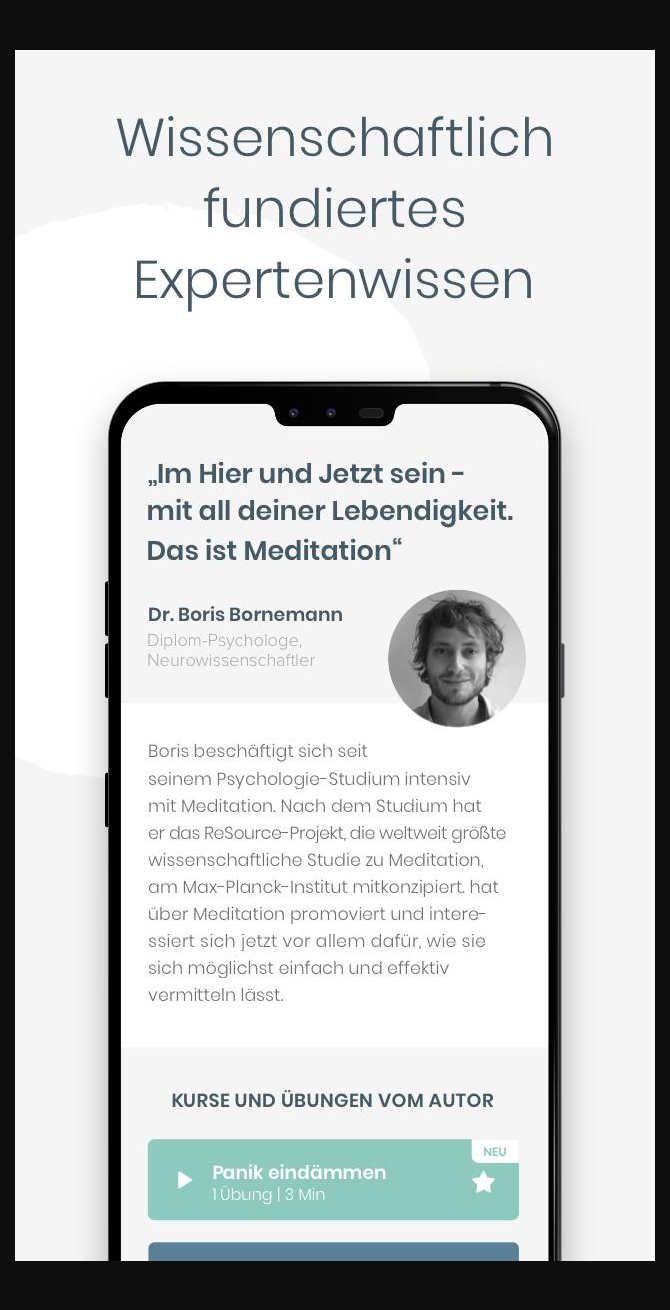 Wissenschaftlich
fundiertes
Expertenwissen
„Im Hier und Jetzt sein -
mit all deiner Lebendigkeit.
Das ist Meditation“
Dr. Boris Bornemann
Diplom-Psychologe,
Neurowissenschaftler
Boris beschäftigt sich seit
seinem Psychologie-Studium intensiv
mit Meditation. Nach dem Studium hat
er das ReSource-Projekt, die weltweit größte
wissenschaftliche Studie zu Meditation,
am Max-Planck-Institut mitkonzipiert. hat
über Meditation promoviert und intere-
ssiert sich jetzt vor allem dafür, wie sie
sich möglichst einfach und effektiv
vermitteln lässt.
KURSE UND ÜBUNGEN VOM AUTOR
NEU
Panik eindämmen
1 Übung | 3 Min